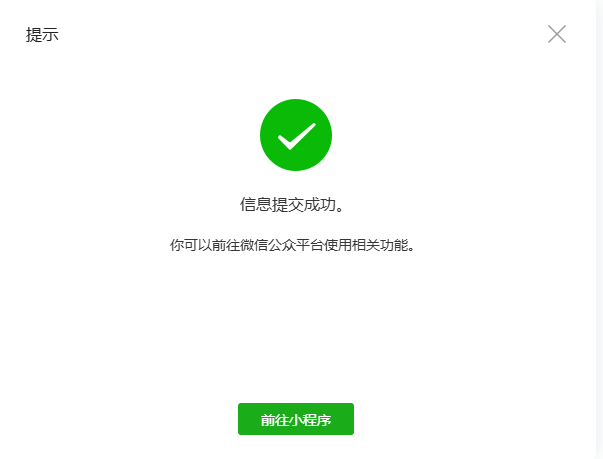 提示
信息提交成功。
你可以前往微信公众平台使用相关功能。
前往小程序